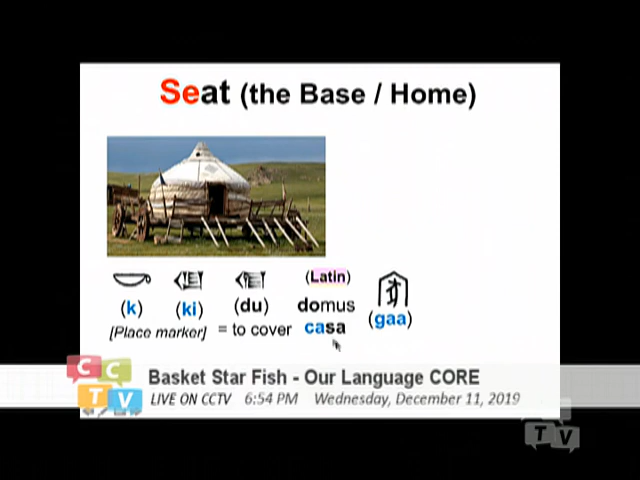 Seat (the Base / Home)
(k) (ki) (du) (Latin) domus casa (gaa)
[Place marker] = to cover
CCTV
Basket Star Fish - Our Language CORE
LIVE ON CCTV 6:54 PM Wednesday, December 11, 2019
TV